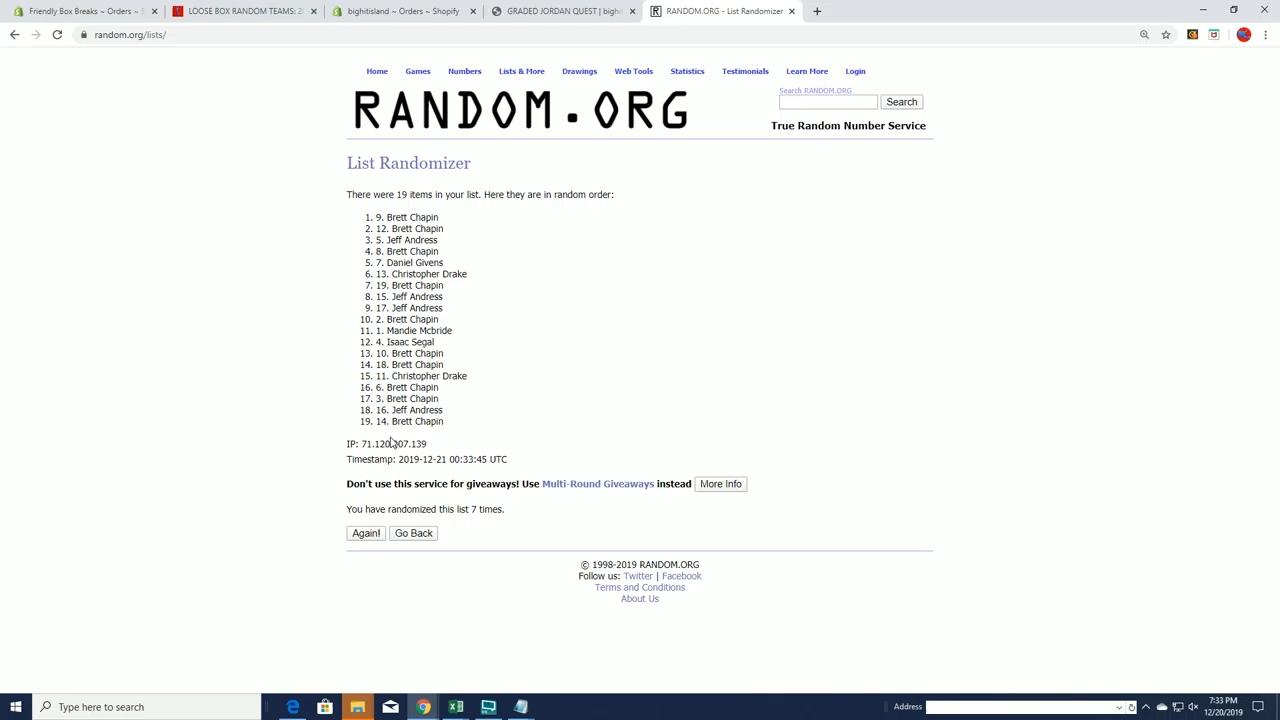 Friendly Box Breaks ~ Orders ~ S
LOOSE BOX RANDOM TEAMS: 2
bighitsislandz ~ Orders ~ Shopify
GRADED JORDAN QUEST | bighi
RANDOM.ORG - List Randomizer
random.org/lists/
Home Games Numbers Lists & More Drawings Web Tools Statistics Testimonials Learn More Login
RANDOM.ORG
Search RANDOM.ORG
Search
True Random Number Service
List Randomizer
There were 19 items in your list. Here they are in random order:
1. 9. Brett Chapin
2. 12. Brett Chapin
3. 5. Jeff Andress
4. 8. Brett Chapin
5. 7. Daniel Givens
6. 13. Christopher Drake
7. 19. Brett Chapin
8. 15. Jeff Andress
9. 17. Jeff Andress
10. 2. Brett Chapin
11. 1. Mandie Mcbride
12. 4. Isaac Segal
13. 10. Brett Chapin
14. 18. Brett Chapin
15. 11. Christopher Drake
16. 6. Brett Chapin
17. 3. Brett Chapin
18. 16. Jeff Andress
19. 14. Brett Chapin
IP:
Timestamp: 2019-12-21 00:33:45 UTC
Don't use this service for giveaways! Use Multi-Round Giveaways instead More Info
You have randomized this list 7 times.
Again! Go Back
© 1998-2019 RANDOM.ORG
Follow us: Twitter | Facebook
Terms and Conditions
About Us
Type here to search
Address
7:33 PM
12/20/2019